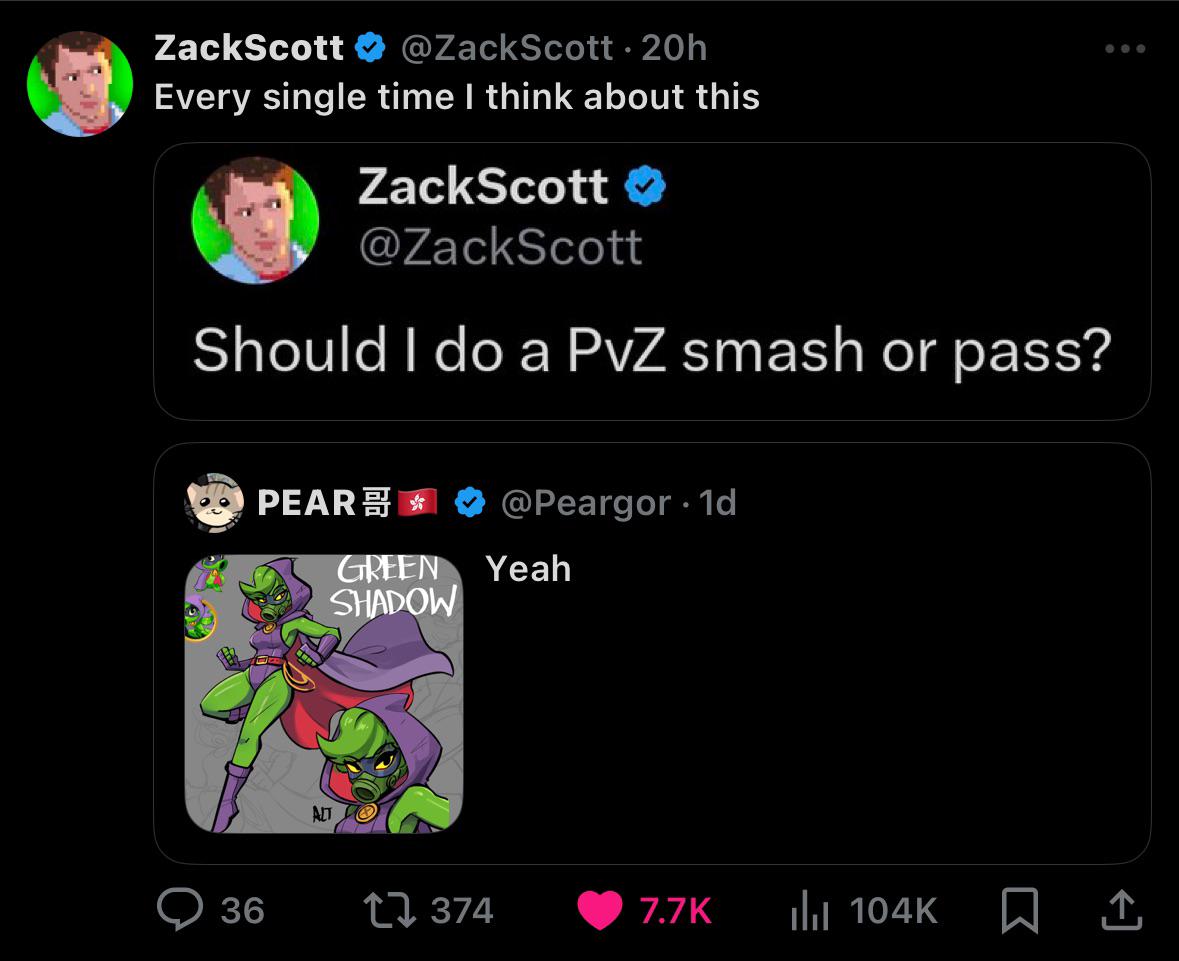 ZackScott @ZackScott · 20h
Every single time I think about this
ZackScott
@ZackScott
Should I do a PvZ smash or pass?
PEAR哥🇭🇰 @Peargor · 1d
GREEN
SHADOW
Yeah
ALT
36 374 7.7K 104K